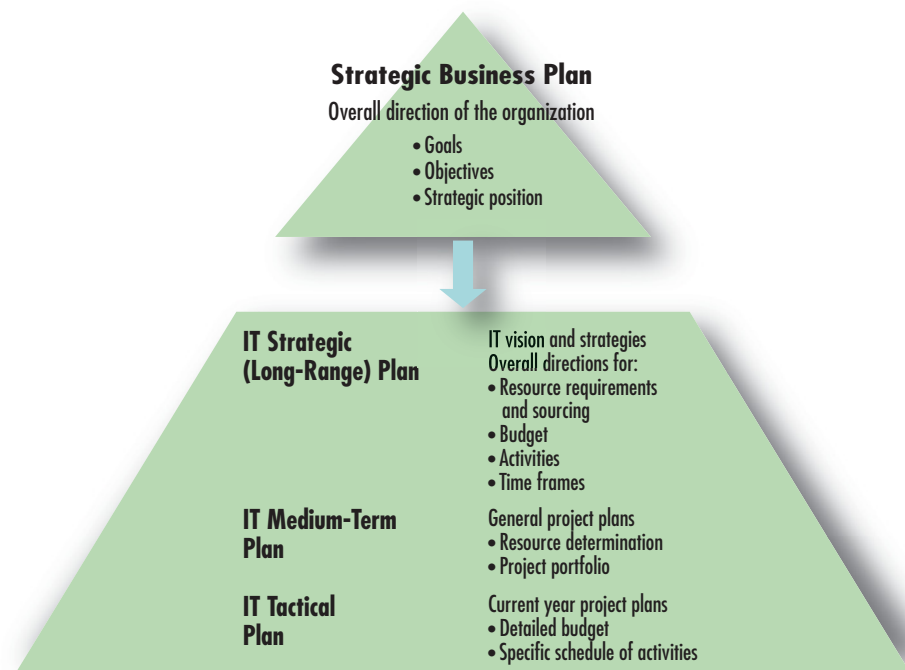 Strategic Business Plan
Overall direction of the organization
• Goals
• Objectives
• Strategic position
IT Strategic
(Long-Range) Plan
IT vision and strategies
Overall directions for:
• Resource requirements
and sourcing
• Budget
• Activities
• Time frames
IT Medium-Term
Plan
General project plans
• Resource determination
• Project portfolio
IT Tactical
Plan
Current year project plans
• Detailed budget
• Specific schedule of activities